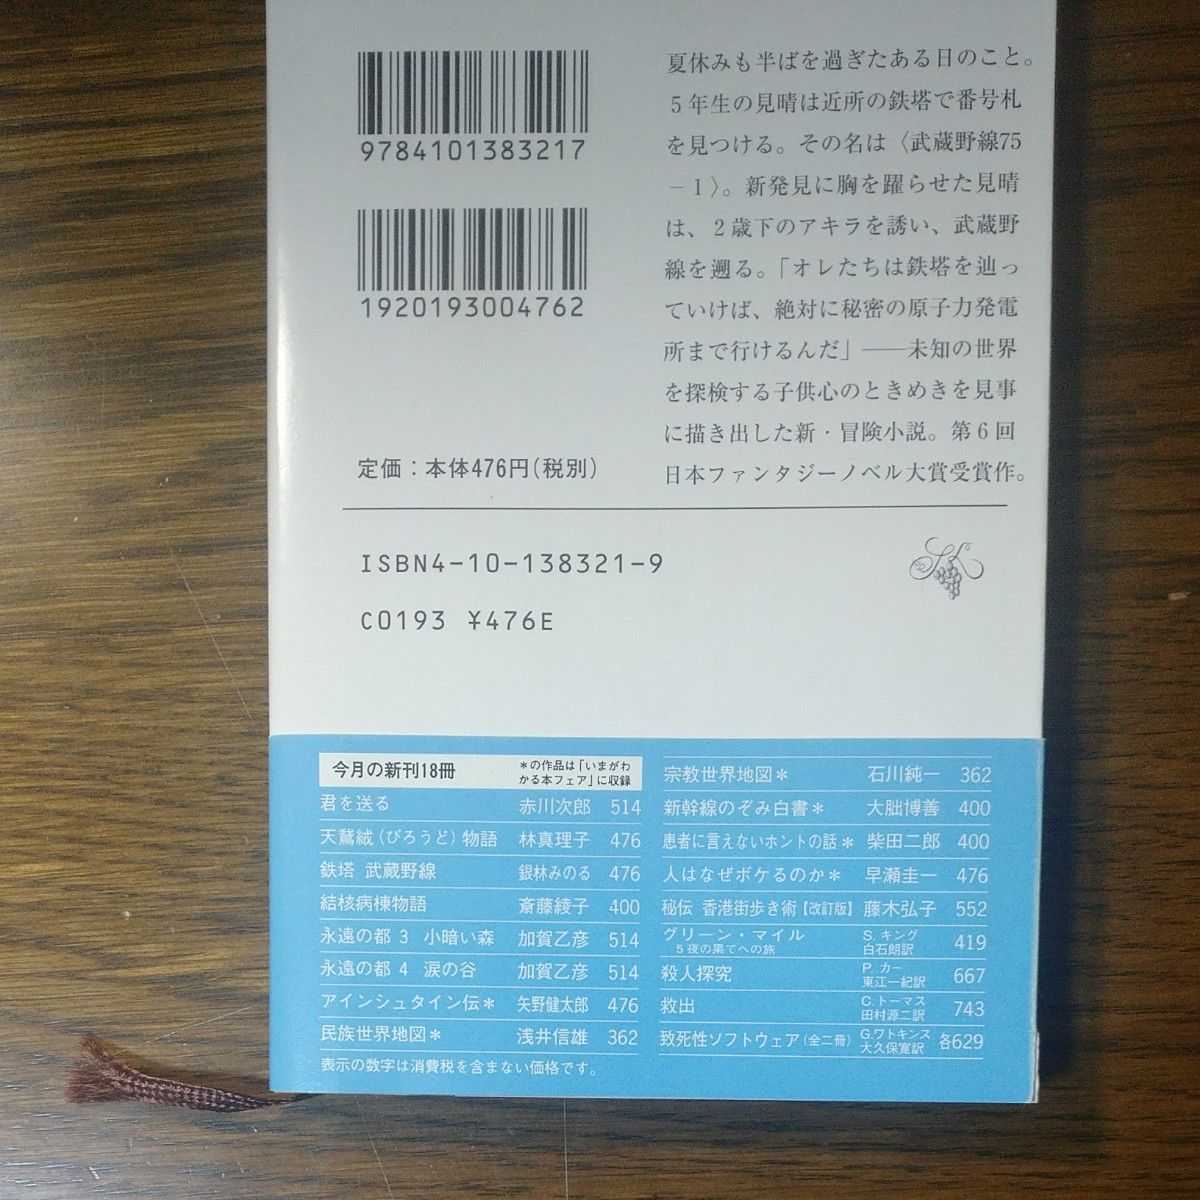 9784101383217
1920193004762
定価：本体476円（税別）
夏休みも半ばを過ぎたある日のこと。
5年生の見晴は近所の鉄塔で番号札
を見つける。その名は〈武蔵野線75
－1〉。新発見に胸を躍らせた見晴
は、2歳下のアキラを誘い、武蔵野
線を遡る。「オレたちは鉄塔を辿っ
ていけば、絶対に秘密の原子力発電
所まで行けるんだ」――未知の世界
を探検する子供心のときめきを見事
に描き出した新・冒険小説。第6回
日本ファンタジーノベル大賞受賞作。
ISBN4-10-138321-9
C0193 ¥476E
今月の新刊18冊
＊の作品は「いまがわ
かる本フェア」に収録
君を送る 赤川次郎 514
天鵞絨（びろうど）物語 林真理子 476
鉄塔 武蔵野線 銀林みのる 476
結核病棟物語 斎藤綾子 400
永遠の都 3 小暗い森 加賀乙彦 514
永遠の都 4 涙の谷 加賀乙彦 514
アインシュタイン伝＊ 矢野健太郎 476
民族世界地図＊ 浅井信雄 362
表示の数字は消費税を含まない価格です。
宗教世界地図＊ 石川純一 362
新幹線のぞみ白書＊ 大朏博善 400
患者に言えないホントの話＊ 柴田二郎 400
人はなぜボケるのか＊ 早瀬圭一 476
秘伝 香港街歩き術【改訂版】 藤木弘子 552
グリーン・マイル S. キング 419
5 夜の果てへの旅 白石朗訳
殺人探究 P. カー 667
東江一紀訳
救出 C.トーマス 743
田村源二訳
致死性ソフトウェア（全二冊） G.ワトキンス 各629
大久保寛訳